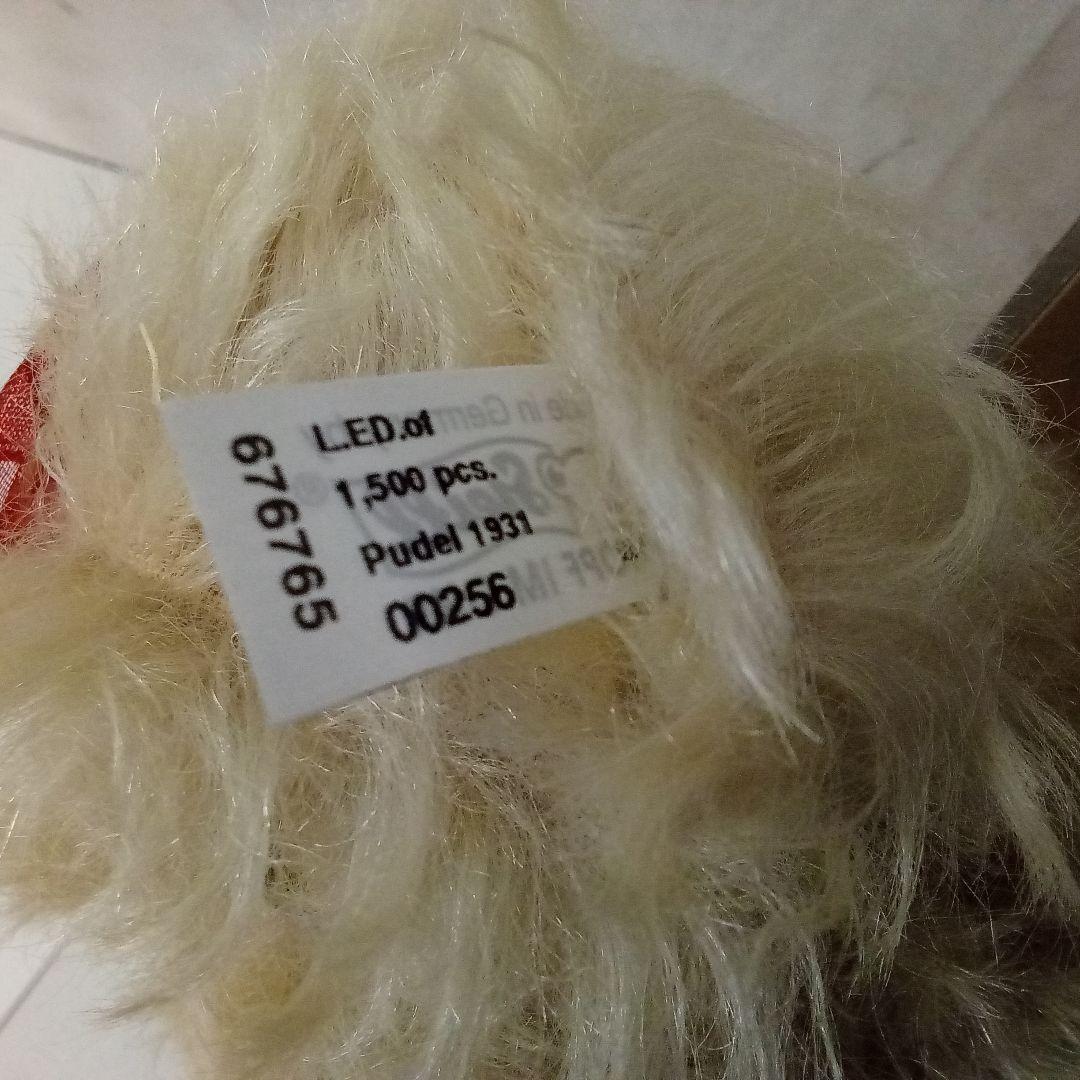 L.ED.of
1,500 pcs.
Pudel 1931
00256
676765